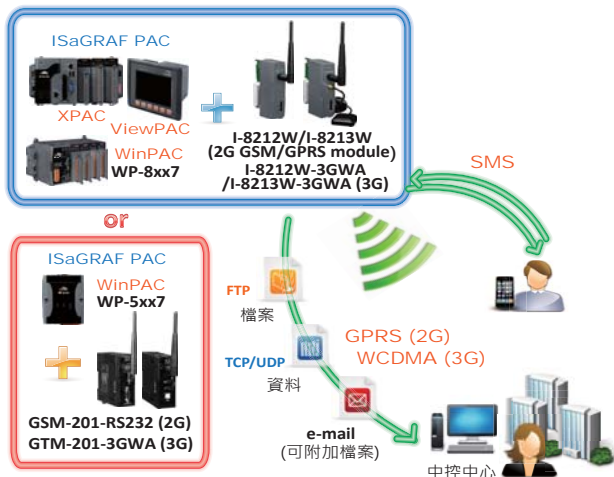 ISaGRAF PAC
XPAC
ViewPAC
WinPAC
WP-8xx7
I-8212W/I-8213W
(2G GSM/GPRS module)
I-8212W-3GWA
/I-8213W-3GWA (3G)
SMS
or
ISaGRAF PAC
WinPAC
WP-5xx7
GSM-201-RS232 (2G)
GTM-201-3GWA (3G)
FTP
檔案
TCP/UDP
資料
GPRS (2G)
WCDMA (3G)
e-mail
(可附加檔案)
中控中心